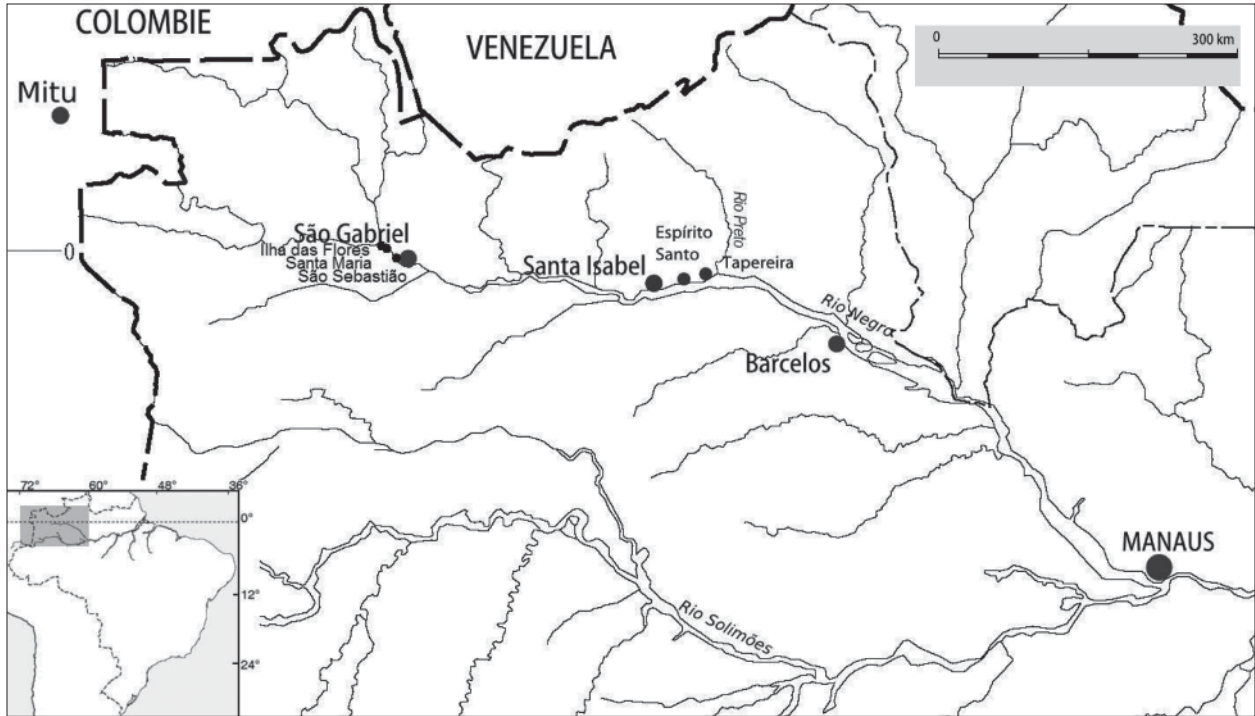 COLOMBIE
VENEZUELA
0
300 km
Mitu
Rio Preto
São Gabriel
Ilha das Flores
Santa Maria
São Sebastião
0
Espírito
Santo
Tapereira
Santa Isabel
Rio Negro
Barcelos
72°
60°
48°
36°
0°
12°
24°
MANAUS
Rio Solimões